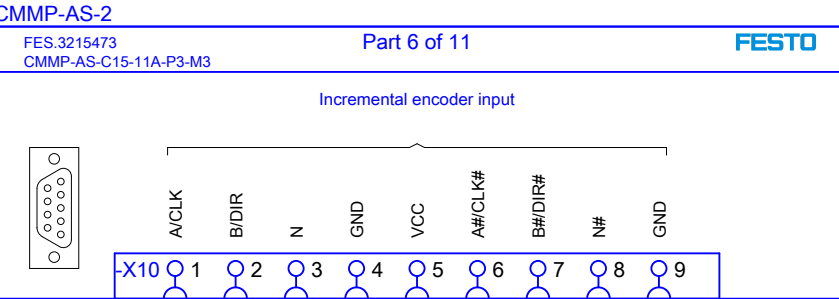 CMMP-AS-2
FES.3215473
CMMP-AS-C15-11A-P3-M3
Part 6 of 11
FESTO
Incremental encoder input
A/CLK B/DIR N GND VCC A#/CLK# B#/DIR# N# GND
-X10 1 2 3 4 5 6 7 8 9